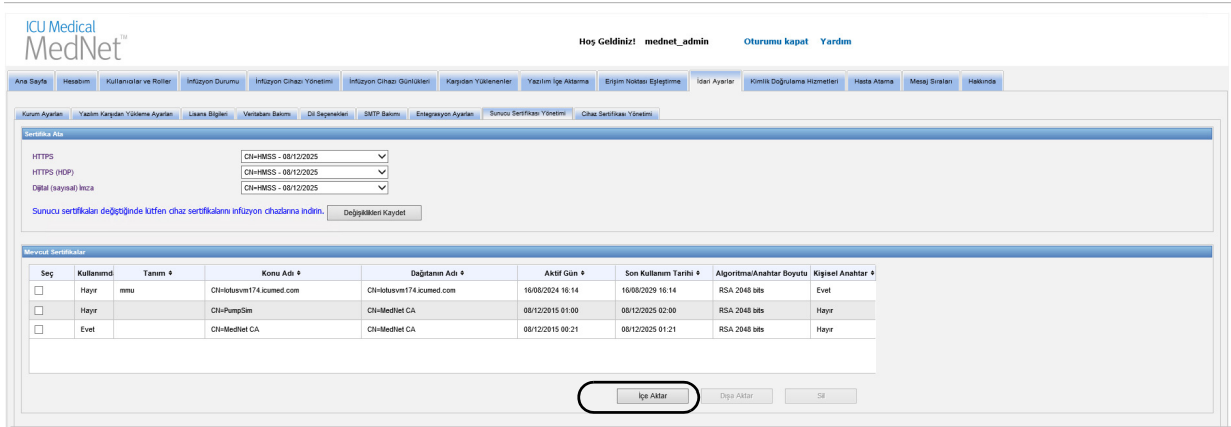 ICU Medical
MedNet™
Hoş Geldiniz! mednet_admin Oturumu kapat Yardım
Ana Sayfa Hesabım Kullanıcılar ve Roller İnfüzyon Durumu İnfüzyon Cihazı Yönetimi İnfüzyon Cihazı Günlükleri Karşıdan Yüklenenler Yazılım İçe Aktarma Erişim Noktası Eşleştirme İdari Ayarlar Kimlik Doğrulama Hizmetleri Hasta Atama Mesaj Sıraları Hakkında
Kurum Ayarları Yazılım Karşıdan Yükleme Ayarları Lisans Bilgileri Veritabanı Bakımı Dil Seçenekleri SMTP Bakımı Entegrasyon Ayarları Sunucu Sertifikası Yönetimi Cihaz Sertifikası Yönetimi
Sertifika Ata
HTTPS CN=HMSS - 08/12/2025
HTTPS (HDP) CN=HMSS - 08/12/2025
Dijital (sayısal) İmza CN=HMSS - 08/12/2025
Sunucu sertifikaları değiştiğinde lütfen cihaz sertifikalarını infüzyon cihazlarına indirin. Değişiklikleri Kaydet
Mevcut Sertifikalar
Seç Kullanımd Tanım Konu Adı Dağıtanın Adı Aktif Gün Son Kullanım Tarihi Algoritma/Anahtar Boyutu Kişisel Anahtar
Hayır mmu CN=lotusvm174.icumed.com CN=lotusvm174.icumed.com 16/08/2024 16:14 16/08/2029 16:14 RSA 2048 bits Evet
Hayır CN=PumpSim CN=MedNet CA 08/12/2015 01:00 08/12/2025 02:00 RSA 2048 bits Hayır
Evet CN=MedNet CA CN=MedNet CA 08/12/2015 00:21 08/12/2025 01:21 RSA 2048 bits Hayır
İçe Aktar Dışa Aktar Sil